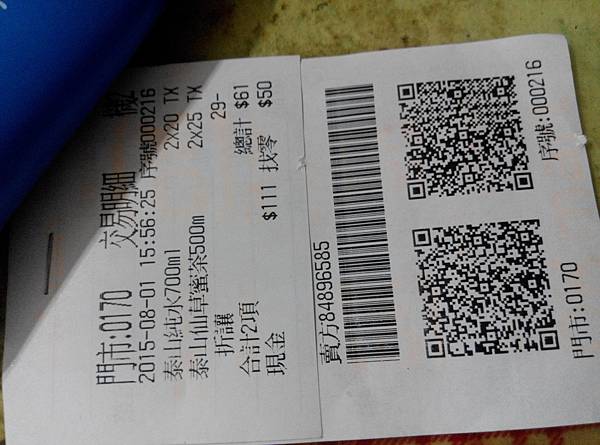 門市:0170 交易明細 機2
2015-08-01 15:56:25 序號:000216
泰山純水700ml 2X20 TX
泰山仙草蜜茶500m 2X25 TX
折讓 29-
合計2項 總計 $61
現金 $111 找零 $50
賣方84896585
門市:0170 序號:000216